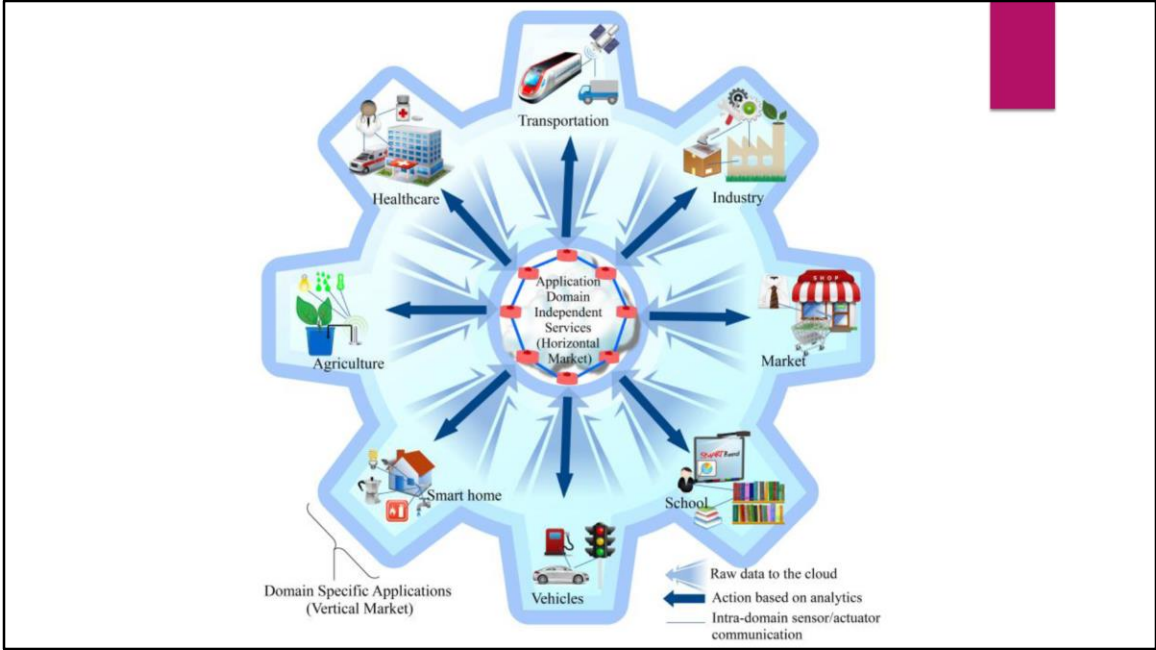 Transportation
Healthcare
Industry
SHOP
Application
Domain
Independent
Services
(Horizontal
Market)
Agriculture
Market
Smart home
School
Vehicles
Domain Specific Applications
(Vertical Market)
Raw data to the cloud
Action based on analytics
Intra-domain sensor/actuator
communication